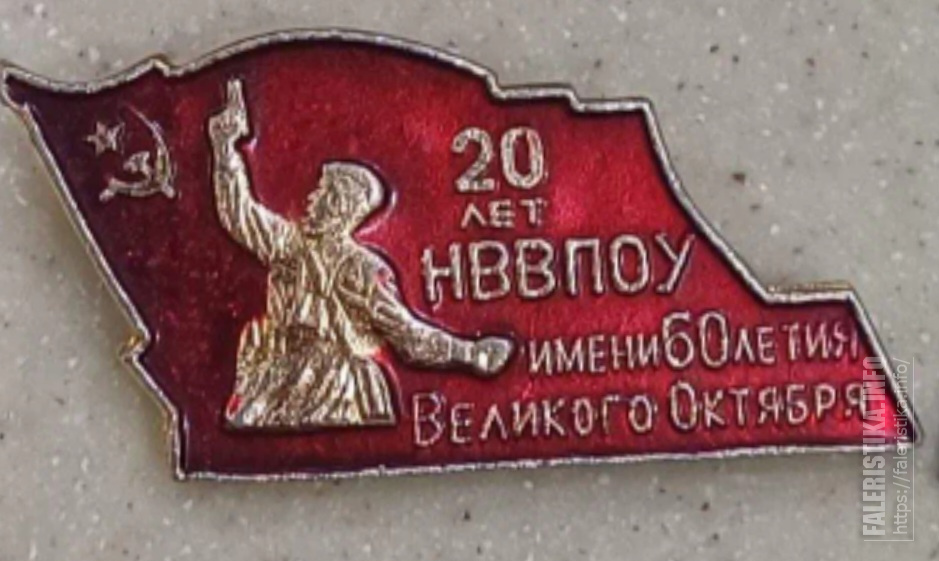 20
ЛЕТ
НВВПОУ
ИМЕНИ 60 ЛЕТИЯ
ВЕЛИКОГО ОКТЯБРЯ
FALERISTIKA.INFO
https://faleristika.info/